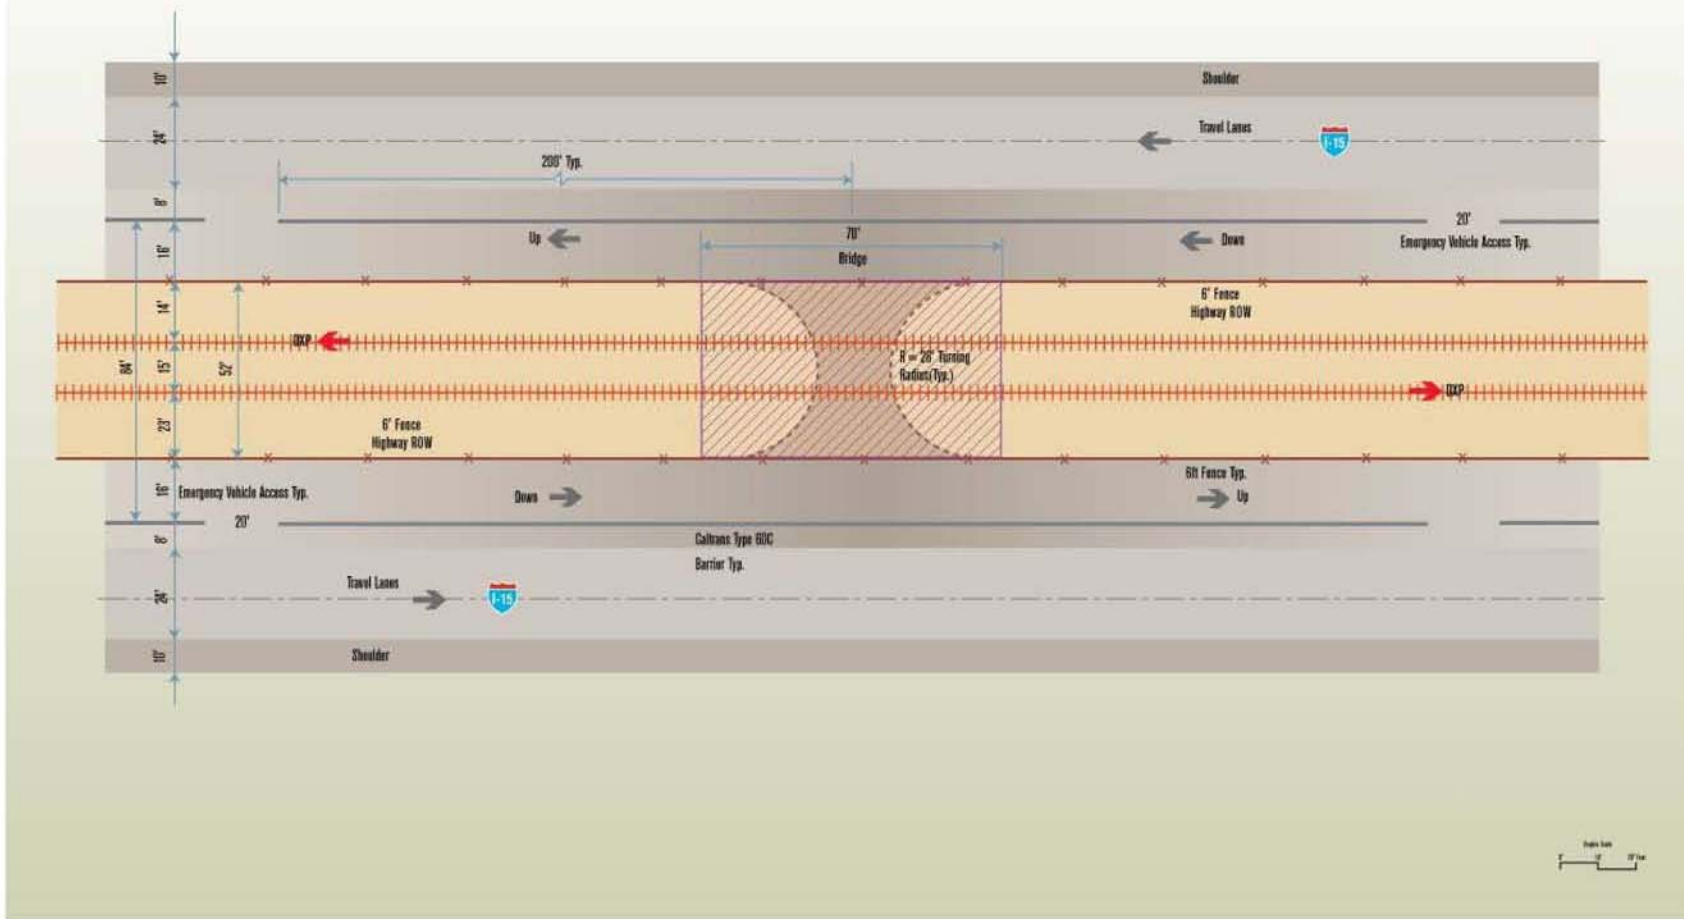 10'
Shoulder
24'
Travel Lanes
I-15
200' Typ.
8'
20'
Up
70'
Down
Emergency Vehicle Access Typ.
16'
Bridge
14'
6' Fence
Highway ROW
DXP
84'
15'
52'
R = 28' Turning
Radius(Typ.)
DXP
23'
6' Fence
Highway ROW
6ft Fence Typ.
16'
Emergency Vehicle Access Typ.
Down
Up
20'
8'
Caltrans Type 60C
Barrier Typ.
Travel Lanes
24'
I-15
10'
Shoulder
0'
10'